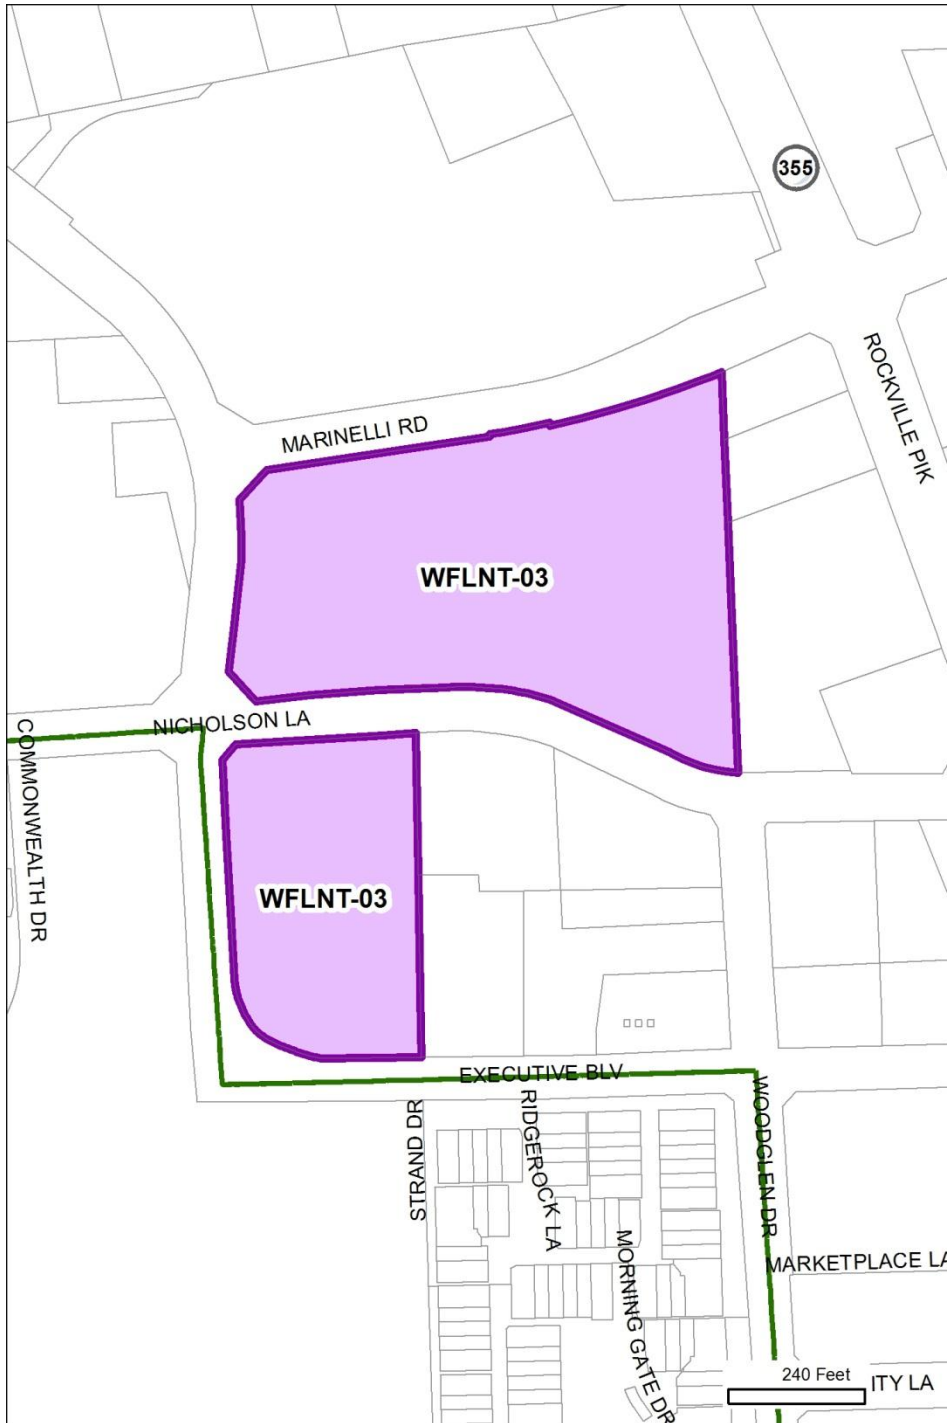 355
ROCKVILLE PIK
MARINELLI RD
WFLNT-03
NICHOLSON LA
COMMONWEALTH DR
WFLNT-03
EXECUTIVE BLV
STRAND DR
RIDGEROCK LA
WOODGLEN DR
MORNING GATE DR
MARKETPLACE LA
240 Feet
ITY LA